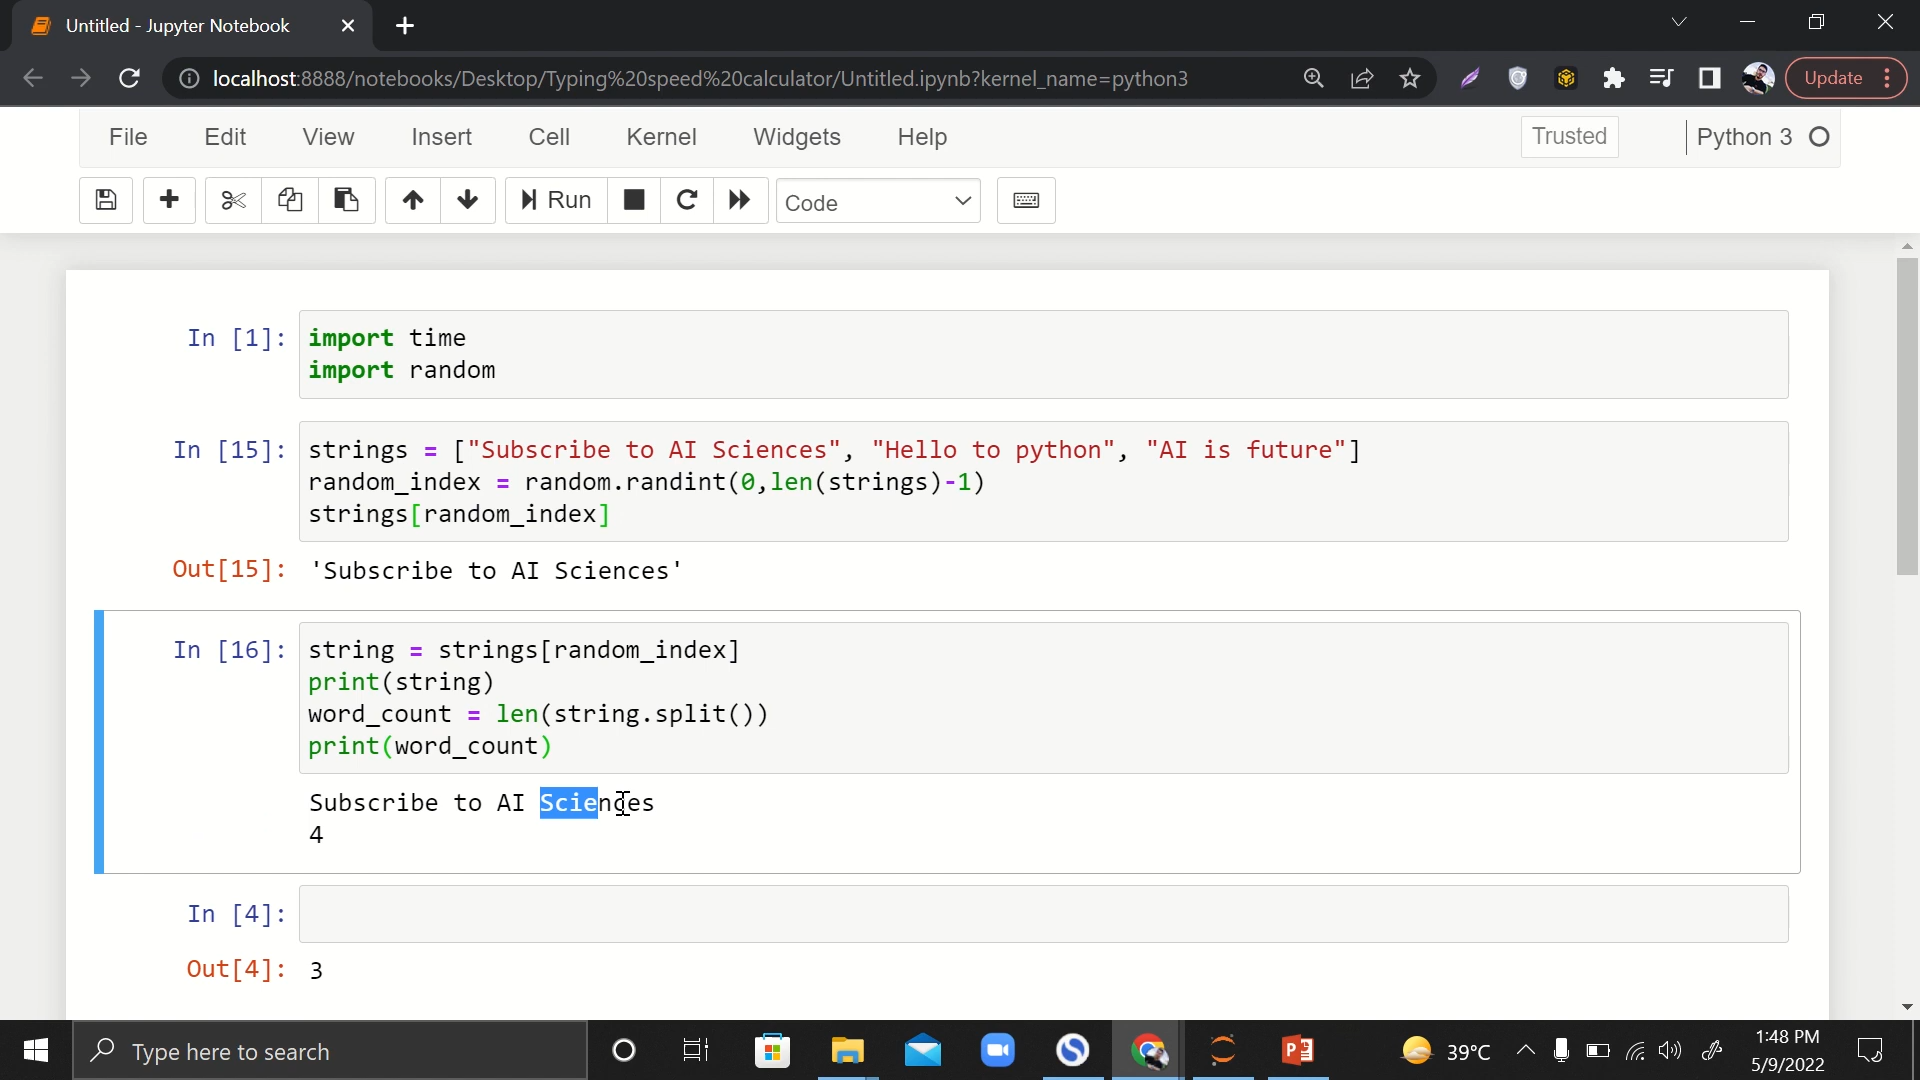 Untitled - Jupyter Notebook
localhost:8888/notebooks/Desktop/Typing%20speed%20calculator/Untitled.ipynb?kernel_name=python3
Update
File Edit View Insert Cell Kernel Widgets Help
Trusted
Python 3
Run
Code
In [1]: import time
import random
In [15]: strings = ["Subscribe to AI Sciences", "Hello to python", "AI is future"]
random_index = random.randint(0,len(strings)-1)
strings[random_index]
Out[15]: 'Subscribe to AI Sciences'
In [16]: string = strings[random_index]
print(string)
word_count = len(string.split())
print(word_count)
Subscribe to AI Sciences
4
In [4]:
Out[4]: 3
Type here to search
39°C
1:48 PM
5/9/2022